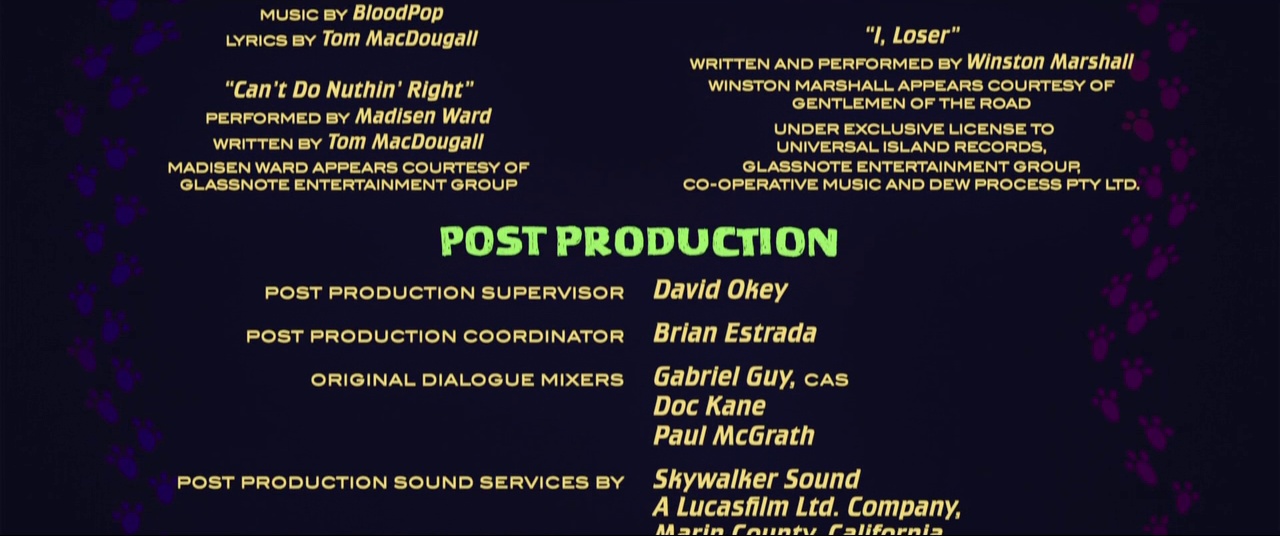 MUSIC BY BloodPop
LYRICS BY Tom MacDougall
"Can't Do Nuthin' Right"
PERFORMED BY Madisen Ward
WRITTEN BY Tom MacDougall
MADISEN WARD APPEARS COURTESY OF
GLASSNOTE ENTERTAINMENT GROUP
"I, Loser"
WRITTEN AND PERFORMED BY Winston Marshall
WINSTON MARSHALL APPEARS COURTESY OF
GENTLEMEN OF THE ROAD
UNDER EXCLUSIVE LICENSE TO
UNIVERSAL ISLAND RECORDS,
GLASSNOTE ENTERTAINMENT GROUP,
CO-OPERATIVE MUSIC AND DEW PROCESS PTY LTD.
POST PRODUCTION
POST PRODUCTION SUPERVISOR David Okey
POST PRODUCTION COORDINATOR Brian Estrada
ORIGINAL DIALOGUE MIXERS Gabriel Guy, CAS
Doc Kane
Paul McGrath
POST PRODUCTION SOUND SERVICES BY Skywalker Sound
A Lucasfilm Ltd. Company,
Marin County, California